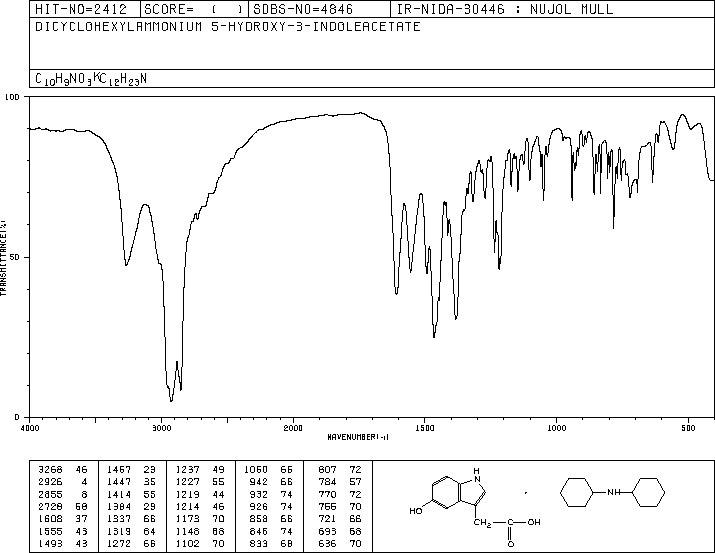 HIT-NO=2412 SCORE= ( ) SDBS-NO=4846 IR-NIDA-30446 : NUJOL MULL
DICYCLOHEXYLAMMONIUM 5-HYDROXY-3-INDOLEACETATE
C10H9NO3·C12H23N
100
50
0
TRANSMITTANCE(%)
4000 3000 2000 1500 1000 500
WAVENUMBER(-1)
3268 46 1467 23 1237 49 1060 66 807 72
2926 4 1447 35 1227 55 942 66 784 57
2855 8 1414 55 1219 44 932 74 770 72
2728 60 1384 29 1214 46 926 74 755 70
1608 37 1337 66 1173 70 858 66 721 66
1555 43 1319 64 1148 68 846 74 693 68
1493 43 1272 66 1102 70 833 68 636 70
H
N
HO
CH2
C
OH
O
NH